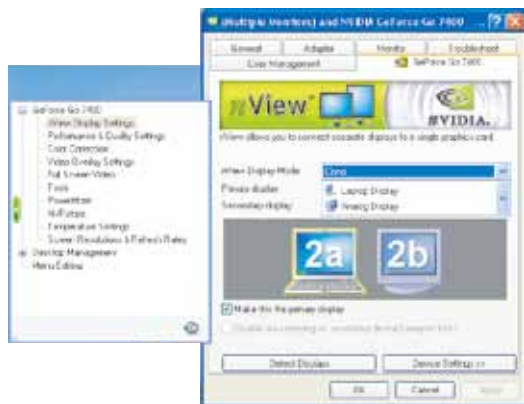 (Multiple Monitors) and NVIDIA GeForce Go 7400 ...
General Adapter Monitor Troubleshoot
Color Management GeForce Go 7400
nView
NVIDIA.
nView allows you to connect separate displays to a single graphics card.
nView Display Mode Clone
Primary display Laptop Display
Secondary display Analog Display
2a 2b
Make this the primary display
Detect Displays Device Settings >>
OK Cancel Apply
GeForce Go 7400
nView Display Settings
Performance & Quality Settings
Color Correction
Video Overlay Settings
Full Screen Video
Tools
PowerMizer
NVRotate
Temperature Settings
Screen Resolutions & Refresh Rates
Desktop Management
Menu Editing